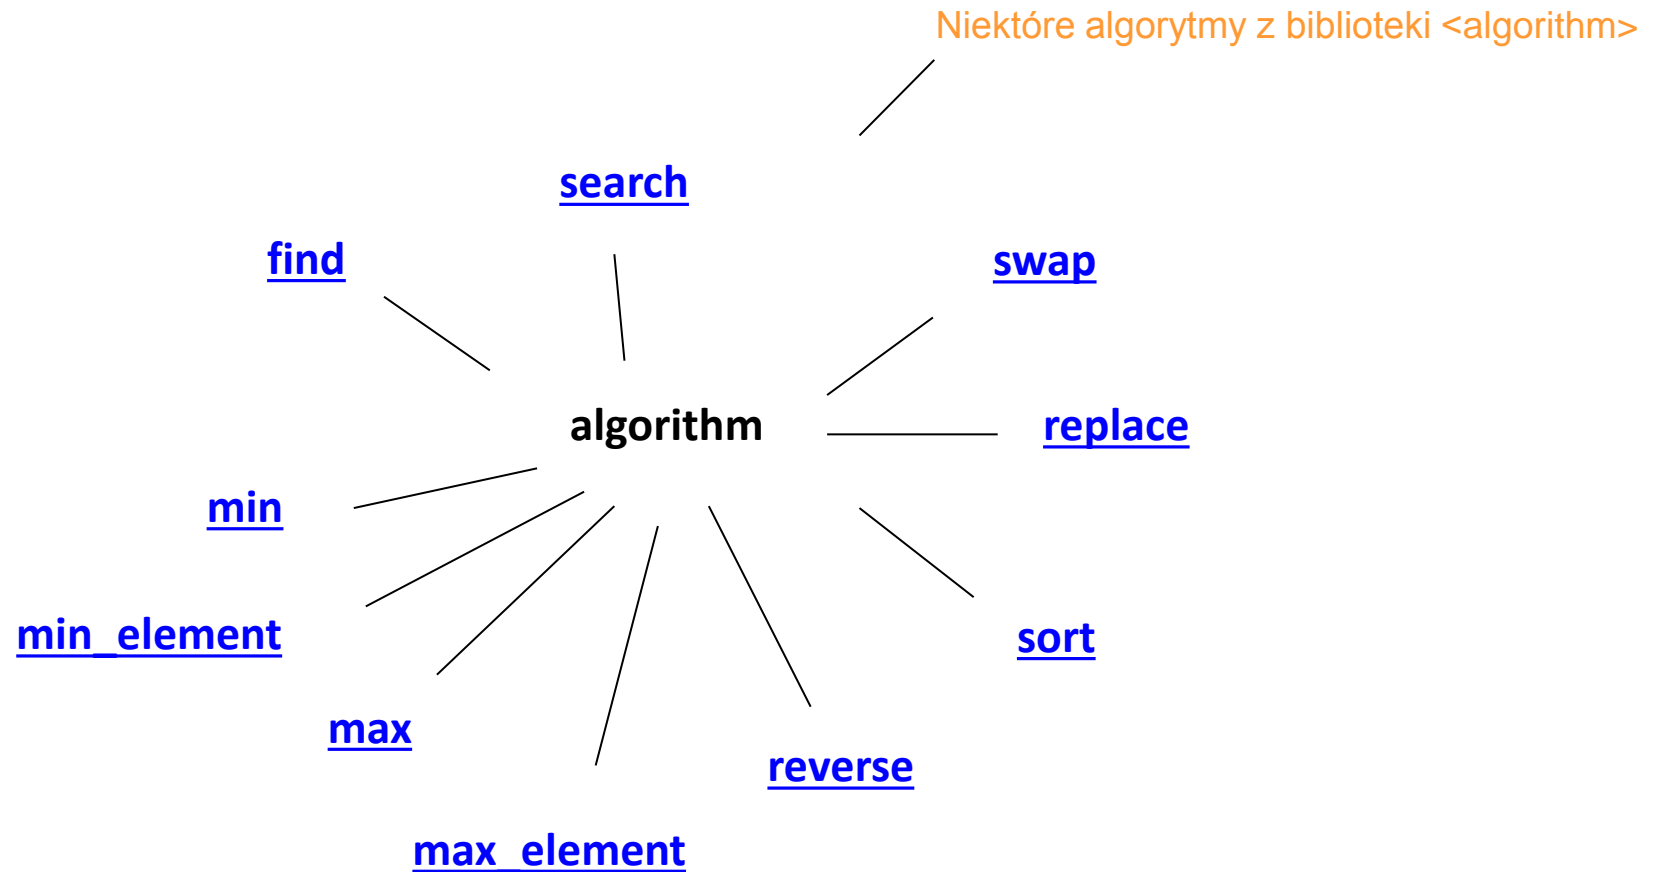 Niektóre algorytmy z biblioteki <algorithm>
search
find
swap
algorithm
replace
min
min_element
sort
max
reverse
max_element